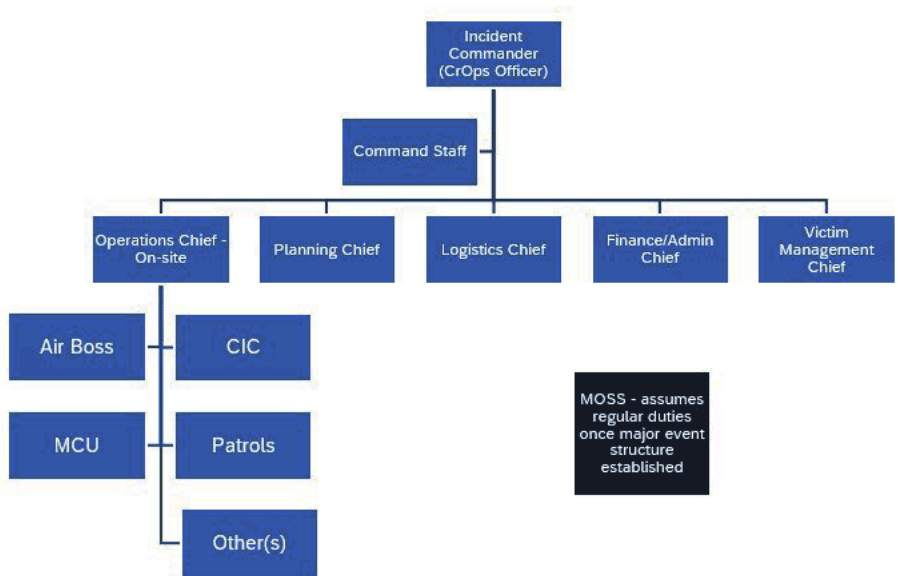 Incident
Commander
(CrOps Officer)
Command Staff
Operations Chief -
On-site
Planning Chief
Logistics Chief
Finance/Admin
Chief
Victim
Management
Chief
Air Boss
CIC
MCU
Patrols
Other(s)
MOSS - assumes
regular duties
once major event
structure
established